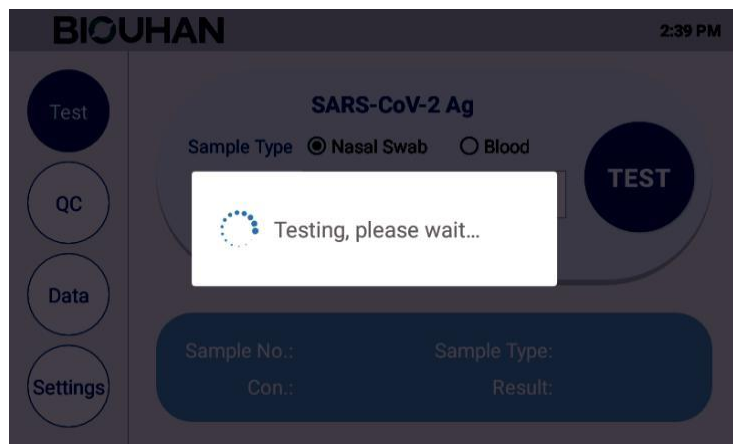 BIOUHAN
2:39 PM
Test
QC
Data
Settings
SARS-CoV-2 Ag
Sample Type Nasal Swab Blood
TEST
Testing, please wait...
Sample No.: Sample Type:
Con.: Result: